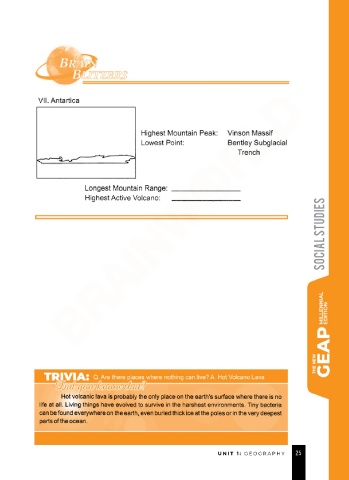 BRAIN
BLITZERS
VII. Antartica
Highest Mountain Peak: Vinson Massif
Lowest Point: Bentley Subglacial
Trench
Longest Mountain Range: ________________
Highest Active Volcano: ________________
SOCIAL STUDIES
THE NEW
GEAP MILLENNIAL
EDITION
TRIVIA: Q. Are there places where nothing can live? A. Hot Volcano Lava
Hot volcanic lava is probably the only place on the earth's surface where there is no
life at all. Living things have evolved to survive in the harshest environments. Tiny bacteria
can be found everywhere on the earth, even buried thick ice at the poles or in the very deepest
parts of the ocean.
UNIT 1: GEOGRAPHY 25